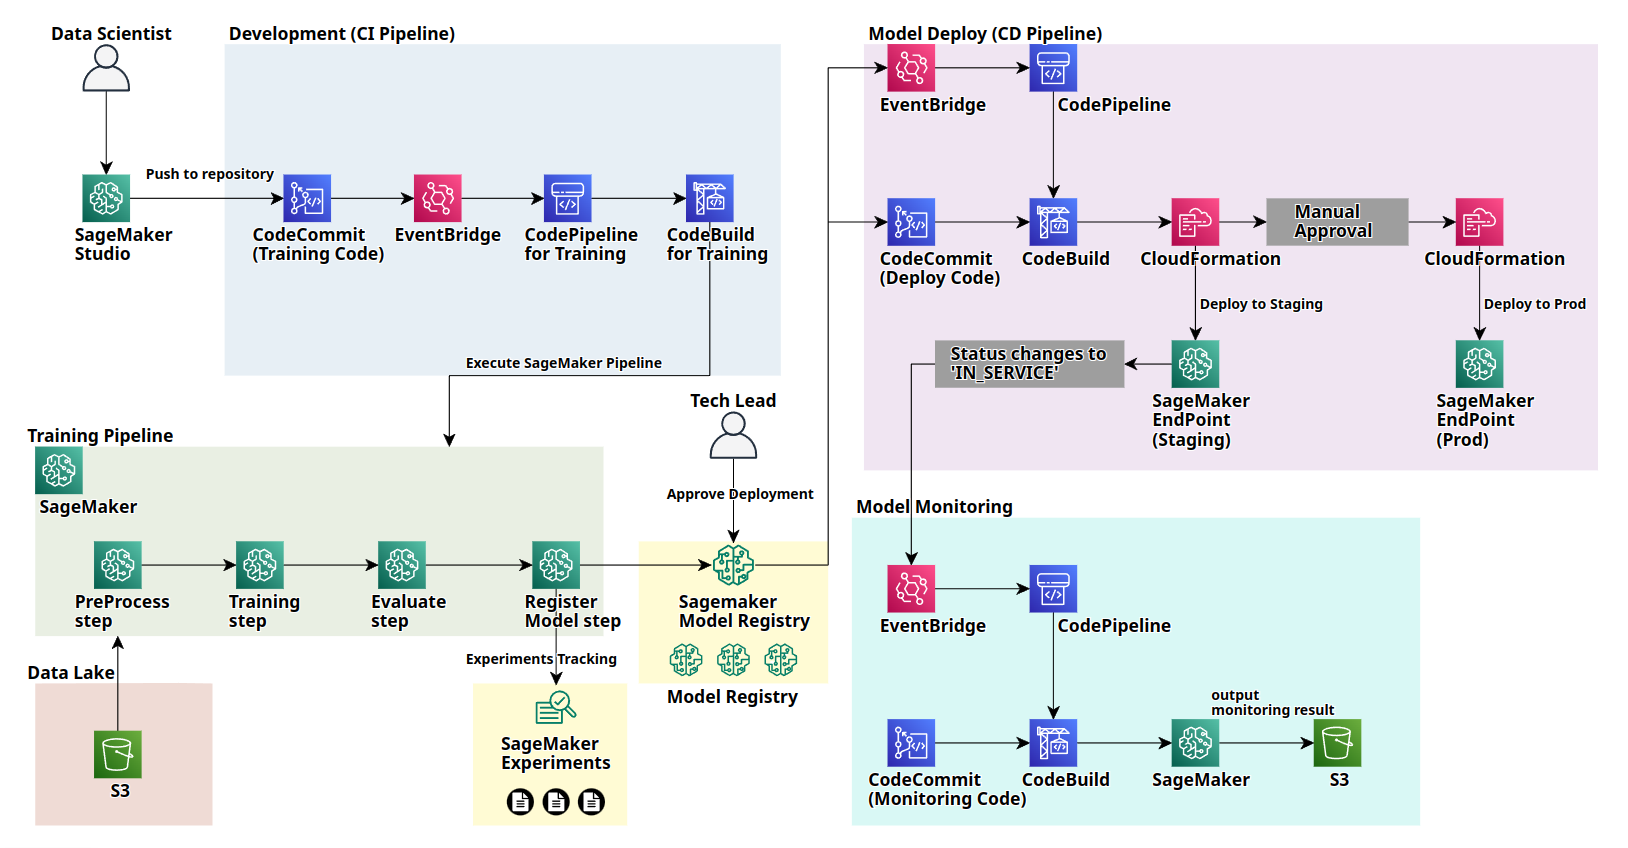 Data Scientist
SageMaker
Studio
Push to repository
Development (CI Pipeline)
CodeCommit
(Training Code)
EventBridge
CodePipeline
for Training
CodeBuild
for Training
Execute SageMaker Pipeline
Training Pipeline
SageMaker
PreProcess
step
Training
step
Evaluate
step
Register
Model step
Data Lake
S3
Experiments Tracking
SageMaker
Experiments
Tech Lead
Approve Deployment
Sagemaker
Model Registry
Model Registry
Model Deploy (CD Pipeline)
EventBridge
CodePipeline
CodeCommit
(Deploy Code)
CodeBuild
CloudFormation
Manual
Approval
CloudFormation
Deploy to Staging
Deploy to Prod
Status changes to
'IN_SERVICE'
SageMaker
EndPoint
(Staging)
SageMaker
EndPoint
(Prod)
Model Monitoring
EventBridge
CodePipeline
CodeCommit
(Monitoring Code)
CodeBuild
SageMaker
output
monitoring result
S3